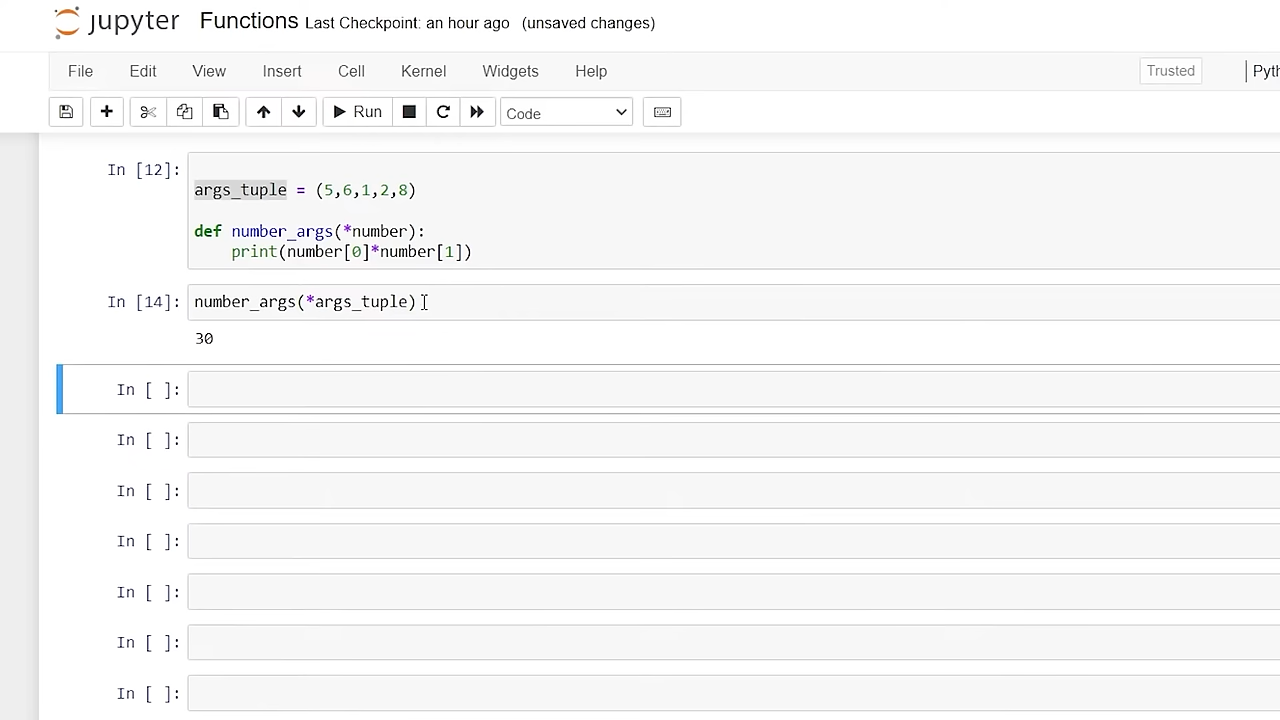 jupyter Functions Last Checkpoint: an hour ago (unsaved changes)
File Edit View Insert Cell Kernel Widgets Help Trusted
Run Code
In [12]:
args_tuple = (5,6,1,2,8)
def number_args(*number):
    print(number[0]*number[1])
In [14]: number_args(*args_tuple)
30
In [ ]:
In [ ]:
In [ ]:
In [ ]:
In [ ]:
In [ ]:
In [ ]: